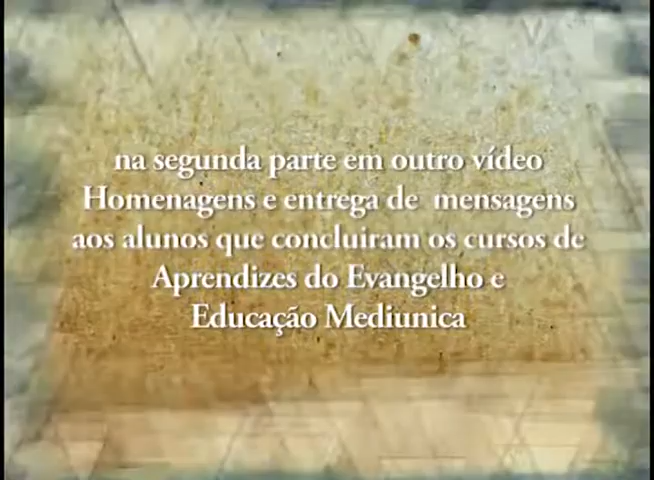 na segunda parte em outro vídeo
Homenagens e entrega de mensagens
aos alunos que concluiram os cursos de
Aprendizes do Evangelho e
Educação Mediunica